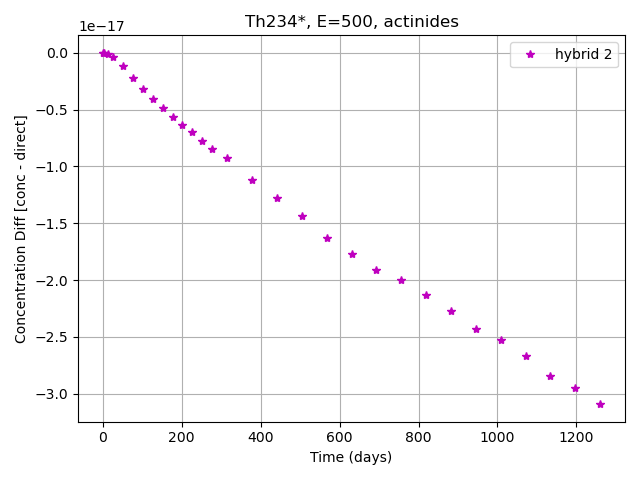 Th234*, E=500, actinides
1e−17
hybrid 2
0.0
−0.5
−1.0
−1.5
−2.0
−2.5
−3.0
Concentration Diff [conc - direct]
0 200 400 600 800 1000 1200
Time (days)